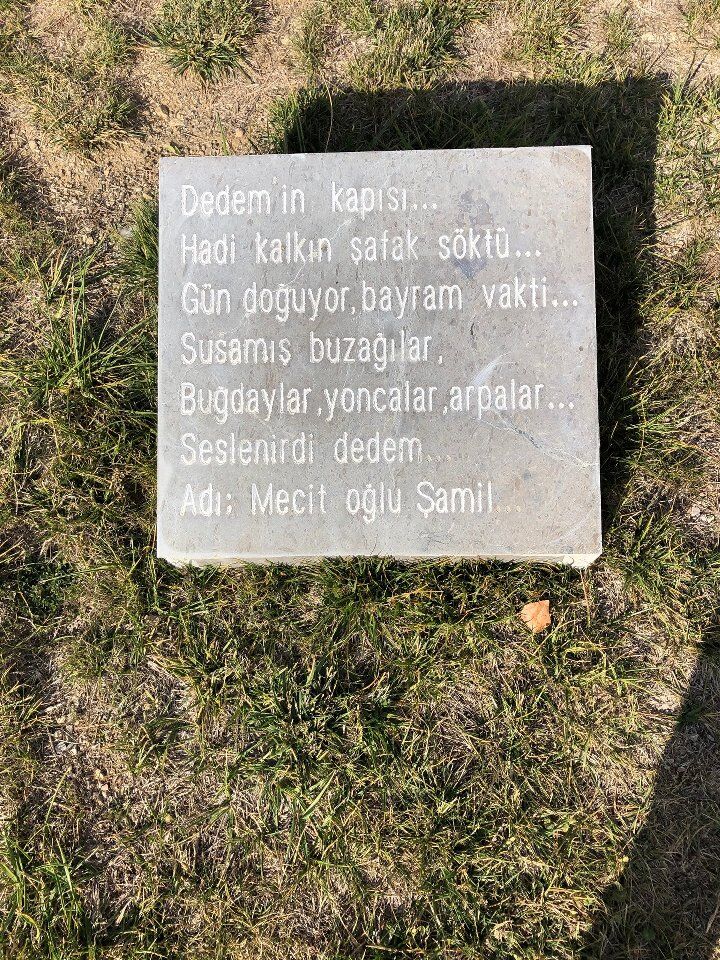 Dedem'in kapısı...
Hadi kalkın şafak söktü...
Gün doğuyor,bayram vakti...
Susamış buzağılar,
Buğdaylar,yoncalar,arpalar...
Seslenirdi dedem...
Adı; Mecit oğlu Şamil...